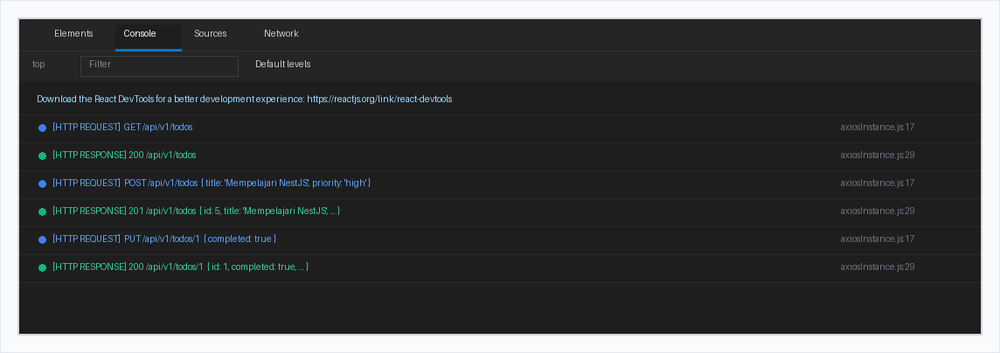 Elements Console Sources Network
top Filter Default levels
Download the React DevTools for a better development experience: https://reactjs.org/link/react-devtools
[HTTP REQUEST] GET /api/v1/todos axiosInstance.js:17
[HTTP RESPONSE] 200 /api/v1/todos axiosInstance.js:29
[HTTP REQUEST] POST /api/v1/todos { title: 'Mempelajari NestJS', priority: 'high' } axiosInstance.js:17
[HTTP RESPONSE] 201 /api/v1/todos { id: 5, title: 'Mempelajari NestJS', ... } axiosInstance.js:29
[HTTP REQUEST] PUT /api/v1/todos/1 { completed: true } axiosInstance.js:17
[HTTP RESPONSE] 200 /api/v1/todos/1 { id: 1, completed: true, ... } axiosInstance.js:29